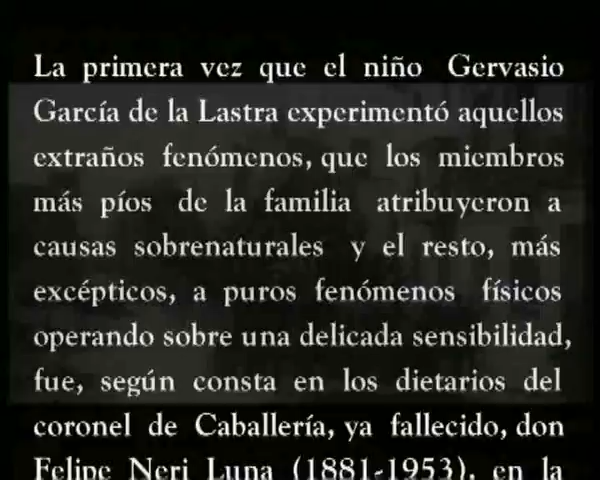 La primera vez que el niño Gervasio
García de la Lastra experimentó aquellos
extraños fenómenos, que los miembros
más píos de la familia atribuyeron a
causas sobrenaturales y el resto, más
excépticos, a puros fenómenos físicos
operando sobre una delicada sensibilidad,
fue, según consta en los dietarios del
coronel de Caballería, ya fallecido, don
Felipe Neri Luna (1881-1953), en la